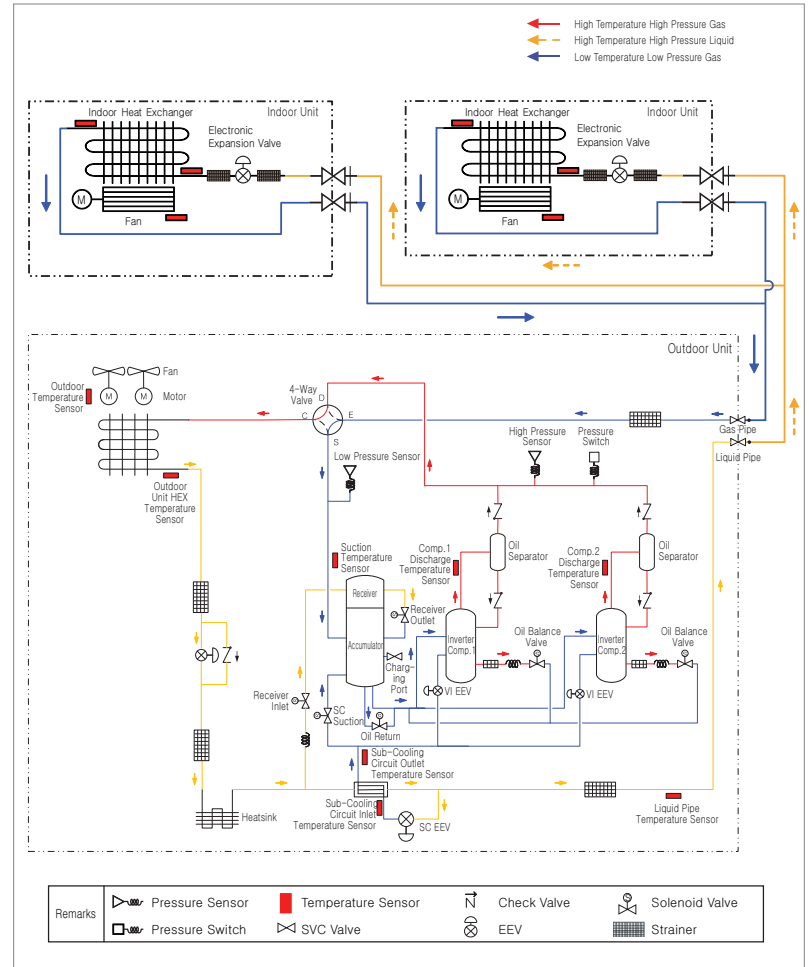 High Temperature High Pressure Gas
High Temperature High Pressure Liquid
Low Temperature Low Pressure Gas
Indoor Heat Exchanger
Indoor Unit
Electronic
Expansion Valve
M
Fan
Indoor Heat Exchanger
Indoor Unit
Electronic
Expansion Valve
M
Fan
Outdoor Unit
Fan
Motor
M
M
Outdoor
Temperature
Sensor
4-Way
Valve
D
C
E
S
Gas Pipe
Liquid Pipe
High Pressure
Sensor
Pressure
Switch
Low Pressure Sensor
Outdoor
Unit HEX
Temperature
Sensor
Suction
Temperature
Sensor
Comp.1
Discharge
Temperature
Sensor
Oil
Separator
Comp.2
Discharge
Temperature
Sensor
Oil
Separator
Receiver
Receiver
Outlet
Accumulator
Charg-
ing
Port
Inverter
Comp.1
Oil Balance
Valve
Inverter
Comp.2
Oil Balance
Valve
VI EEV
VI EEV
Receiver
Inlet
SC
Suction
Oil Return
Sub-Cooling
Circuit Outlet
Temperature Sensor
Heatsink
Sub-Cooling
Circuit Inlet
Temperature Sensor
SC EEV
Liquid Pipe
Temperature Sensor
Remarks
Pressure Sensor
Temperature Sensor
Check Valve
S
Solenoid Valve
Pressure Switch
SVC Valve
EEV
Strainer